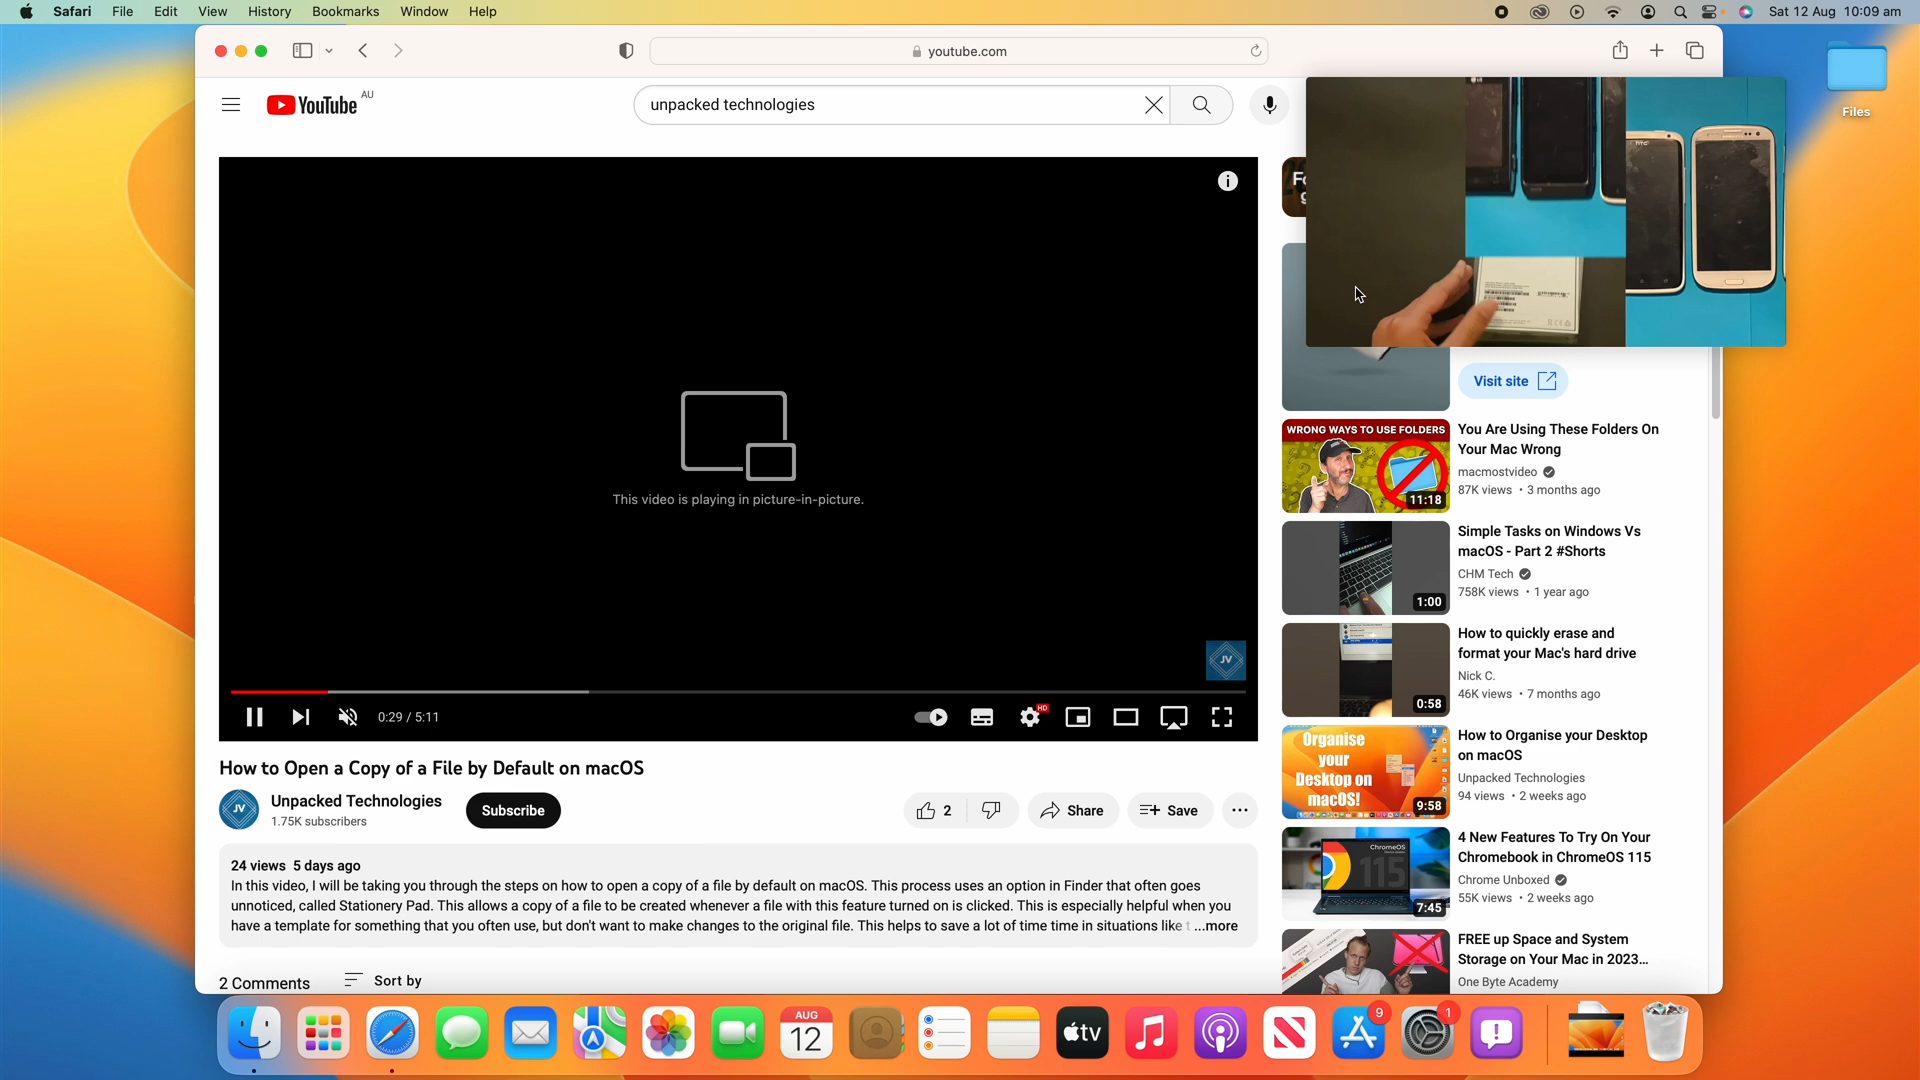 Safari File Edit View History Bookmarks Window Help Sat 12 Aug 10:09 am
youtube.com
Files
YouTube AU
unpacked technologies
htc
This video is playing in picture-in-picture.
JV
0:29 / 5:11
HD
How to Open a Copy of a File by Default on macOS
JV
Unpacked Technologies
1.75K subscribers
Subscribe
2
Share
Save
24 views 5 days ago
In this video, I will be taking you through the steps on how to open a copy of a file by default on macOS. This process uses an option in Finder that often goes
unnoticed, called Stationery Pad. This allows a copy of a file to be created whenever a file with this feature turned on is clicked. This is especially helpful when you
have a template for something that you often use, but don't want to make changes to the original file. This helps to save a lot of time time in situations like t ...more
2 Comments
Sort by
Visit site
WRONG WAYS TO USE FOLDERS
11:18
You Are Using These Folders On
Your Mac Wrong
macmostvideo
87K views • 3 months ago
1:00
Simple Tasks on Windows Vs
macOS - Part 2 #Shorts
CHM Tech
758K views • 1 year ago
0:58
How to quickly erase and
format your Mac's hard drive
Nick C.
46K views • 7 months ago
Organise
your
Desktop on
macOS!
9:58
How to Organise your Desktop
on macOS
Unpacked Technologies
94 views • 2 weeks ago
ChromeOS
115
7:45
4 New Features To Try On Your
Chromebook in ChromeOS 115
Chrome Unboxed
55K views • 2 weeks ago
FREE up Space and System
Storage on Your Mac in 2023...
One Byte Academy
AUG
12
tv
9
1